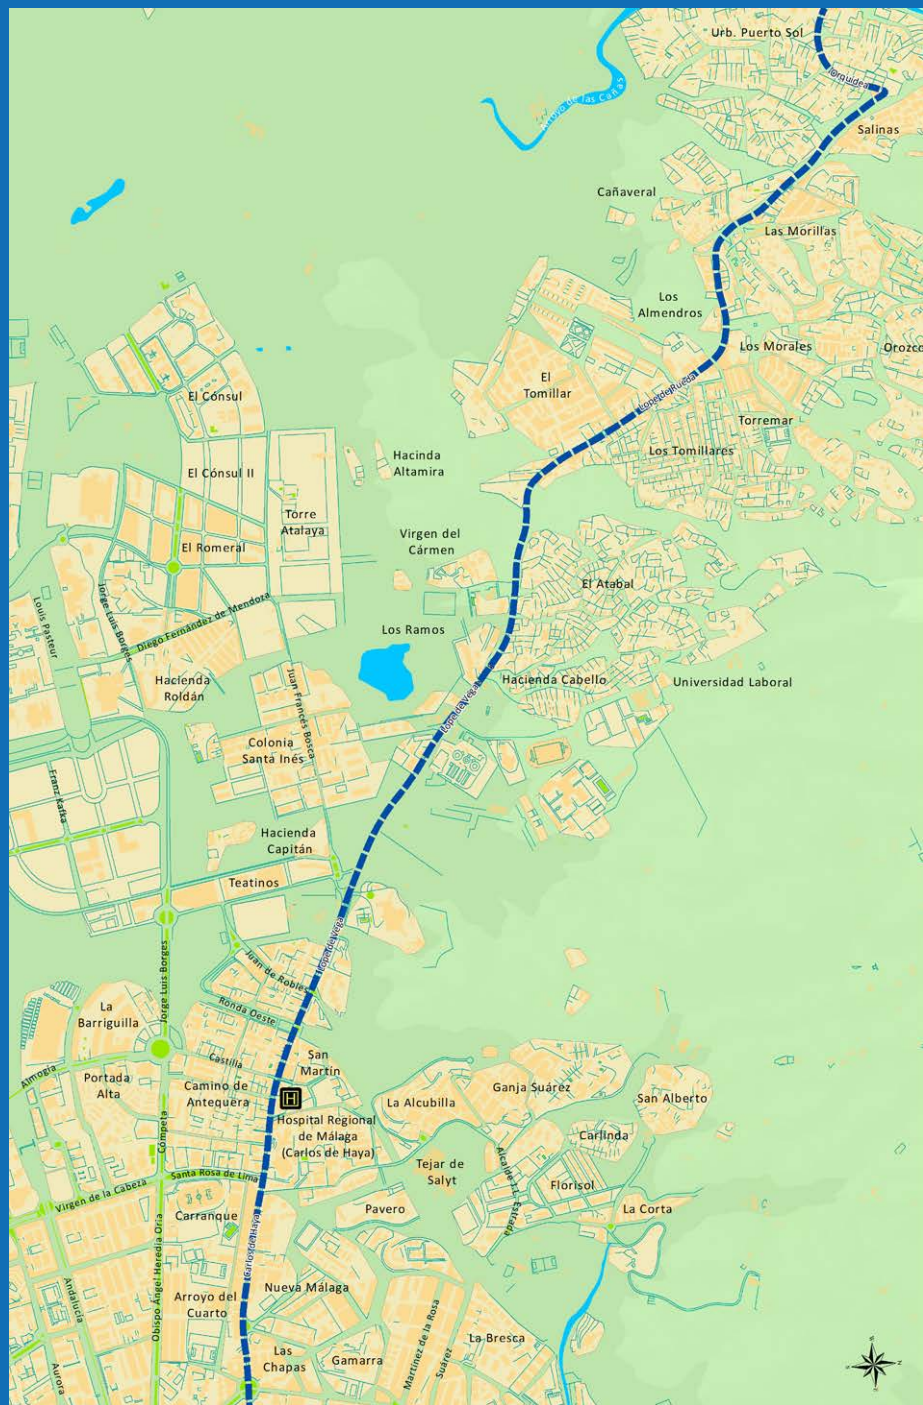 Urb. Puerto Sol
Orquidea
Arroyo de las Cañas
Salinas
Cañaveral
Las Morillas
Los
Almendros
Los Morales
Orozco
El
Tomillar
Lope de Rueda
El Cónsul
Torremar
Los Tomillares
Hacinda
Altamira
El Cónsul II
Torre
Atalaya
Virgen del
Cármen
El Romeral
El Atabal
Jorge Luis Borges
Diego Fernández de Mendoza
Louis Pasteur
Los Ramos
Hacienda
Roldán
Juan Francés Bosca
Hacienda Cabello
Universidad Laboral
Lope de Vega
Colonia
Santa Inés
Franz Kafka
Hacienda
Capitán
Teatinos
Lope de Vega
Jorge Luis Borges
Juan de Robles
Ronda Oeste
La
Barriguilla
Castilla
San
Martín
Almogía
Portada
Alta
Camino de
Antequera
H
Hospital Regional
de Málaga
(Carlos de Haya)
La Alcubilla
Ganja Suárez
San Alberto
Carlinda
Cómpeta
Tejar de
Salyt
Alcalde J.L. Estrada
Florisol
Santa Rosa de Lima
Virgen de la Cabeza
Carranque
Pavero
La Corta
Obispo Ángel Herrera Oria
Carlos de Haya
Andalucía
Arroyo del
Cuarto
Nueva Málaga
Las
Chapas
Gamarra
Martínez de la Rosa
Suárez
La Bresca
Aurora